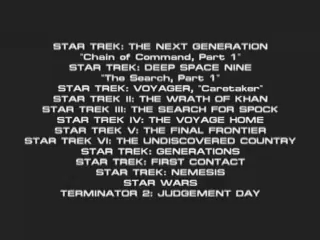 STAR TREK: THE NEXT GENERATION
"Chain of Command, Part 1"
STAR TREK: DEEP SPACE NINE
"The Search, Part 1"
STAR TREK: VOYAGER, "Caretaker"
STAR TREK II: THE WRATH OF KHAN
STAR TREK III: THE SEARCH FOR SPOCK
STAR TREK IV: THE VOYAGE HOME
STAR TREK V: THE FINAL FRONTIER
STAR TREK VI: THE UNDISCOVERED COUNTRY
STAR TREK: GENERATIONS
STAR TREK: FIRST CONTACT
STAR TREK: NEMESIS
STAR WARS
TERMINATOR 2: JUDGEMENT DAY